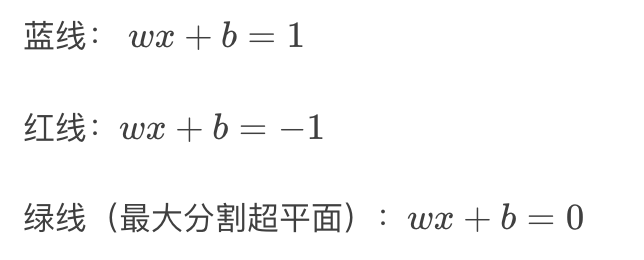 蓝线： wx + b = 1
红线：wx + b = −1
绿线（最大分割超平面）：wx + b = 0